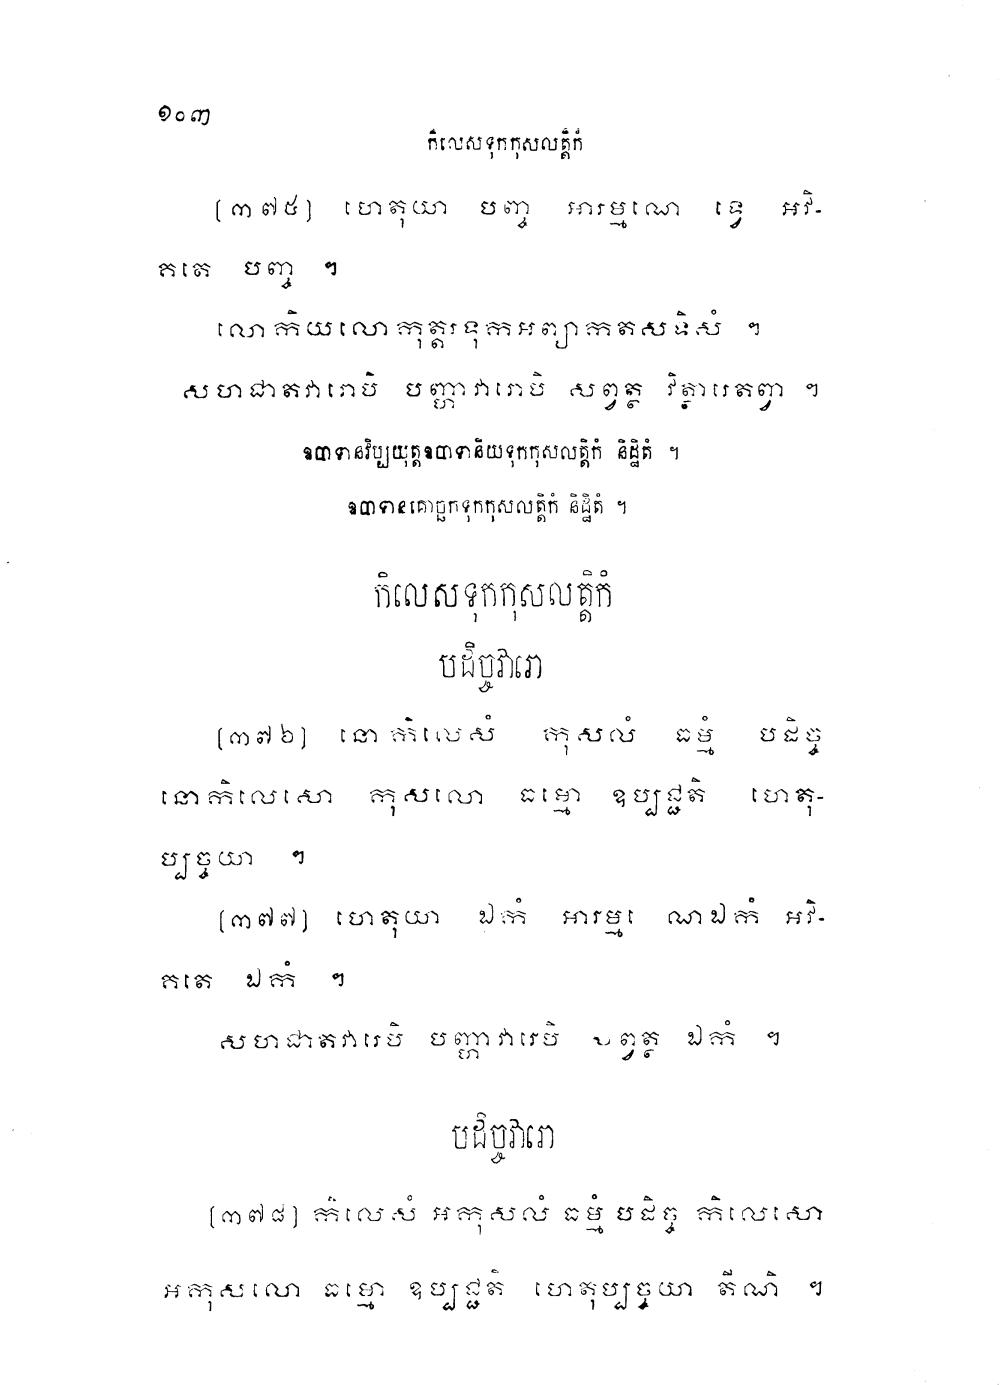 ១០៣
កិលេសទុកកុសលត្តិកំ
(៣៧៥) ហេតុយា បញ្ច អារម្មណេ ទ្វេ អវិ-
គតេ បញ្ច ។
លោកិយលោកុត្តរទុកអព្យាកតសទិសំ ។
សហជាតវារោបិ បញ្ហាវារោបិ សព្វត្ថ វិត្ថារេតព្វា ។
ឧបាទានវិប្បយុត្តឧបាទានិយទុកកុសលត្តិកំ និដ្ឋិតំ ។
ឧបាទានគោច្ឆកទុកកុសលត្តិកំ និដ្ឋិតំ ។
កិលេសទុកកុសលត្តិកំ
បដិច្ចវារោ
(៣៧៦) នោកិលេសំ កុសលំ ធម្មំ បដិច្ច
នោកិលេសោ កុសលោ ធម្មោ ឧប្បជ្ជតិ ហេតុ-
ប្បច្ចយា ។
(៣៧៧) ហេតុយា ឯកំ អារម្មណេ ឯកំ អវិ-
គតេ ឯកំ ។
សហជាតវារេបិ បញ្ហាវារេបិ សព្វត្ថ ឯកំ ។
បដិច្ចវារោ
(៣៧៨) កិលេសំ អកុសលំ ធម្មំ បដិច្ច កិលេសោ
អកុសលោ ធម្មោ ឧប្បជ្ជតិ ហេតុប្បច្ចយា តីណិ ។